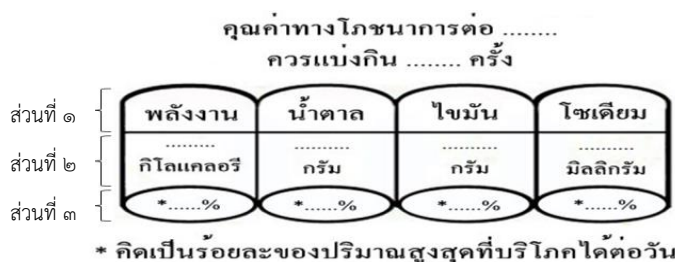 คุณค่าทางโภชนาการต่อ ........
ควรแบ่งกิน ........ ครั้ง
ส่วนที่ ๑ พลังงาน น้ำตาล ไขมัน โซเดียม
......... ......... ......... .........
ส่วนที่ ๒ กิโลแคลอรี กรัม กรัม มิลลิกรัม
ส่วนที่ ๓ *......% *......% *......% *......%
* คิดเป็นร้อยละของปริมาณสูงสุดที่บริโภคได้ต่อวัน